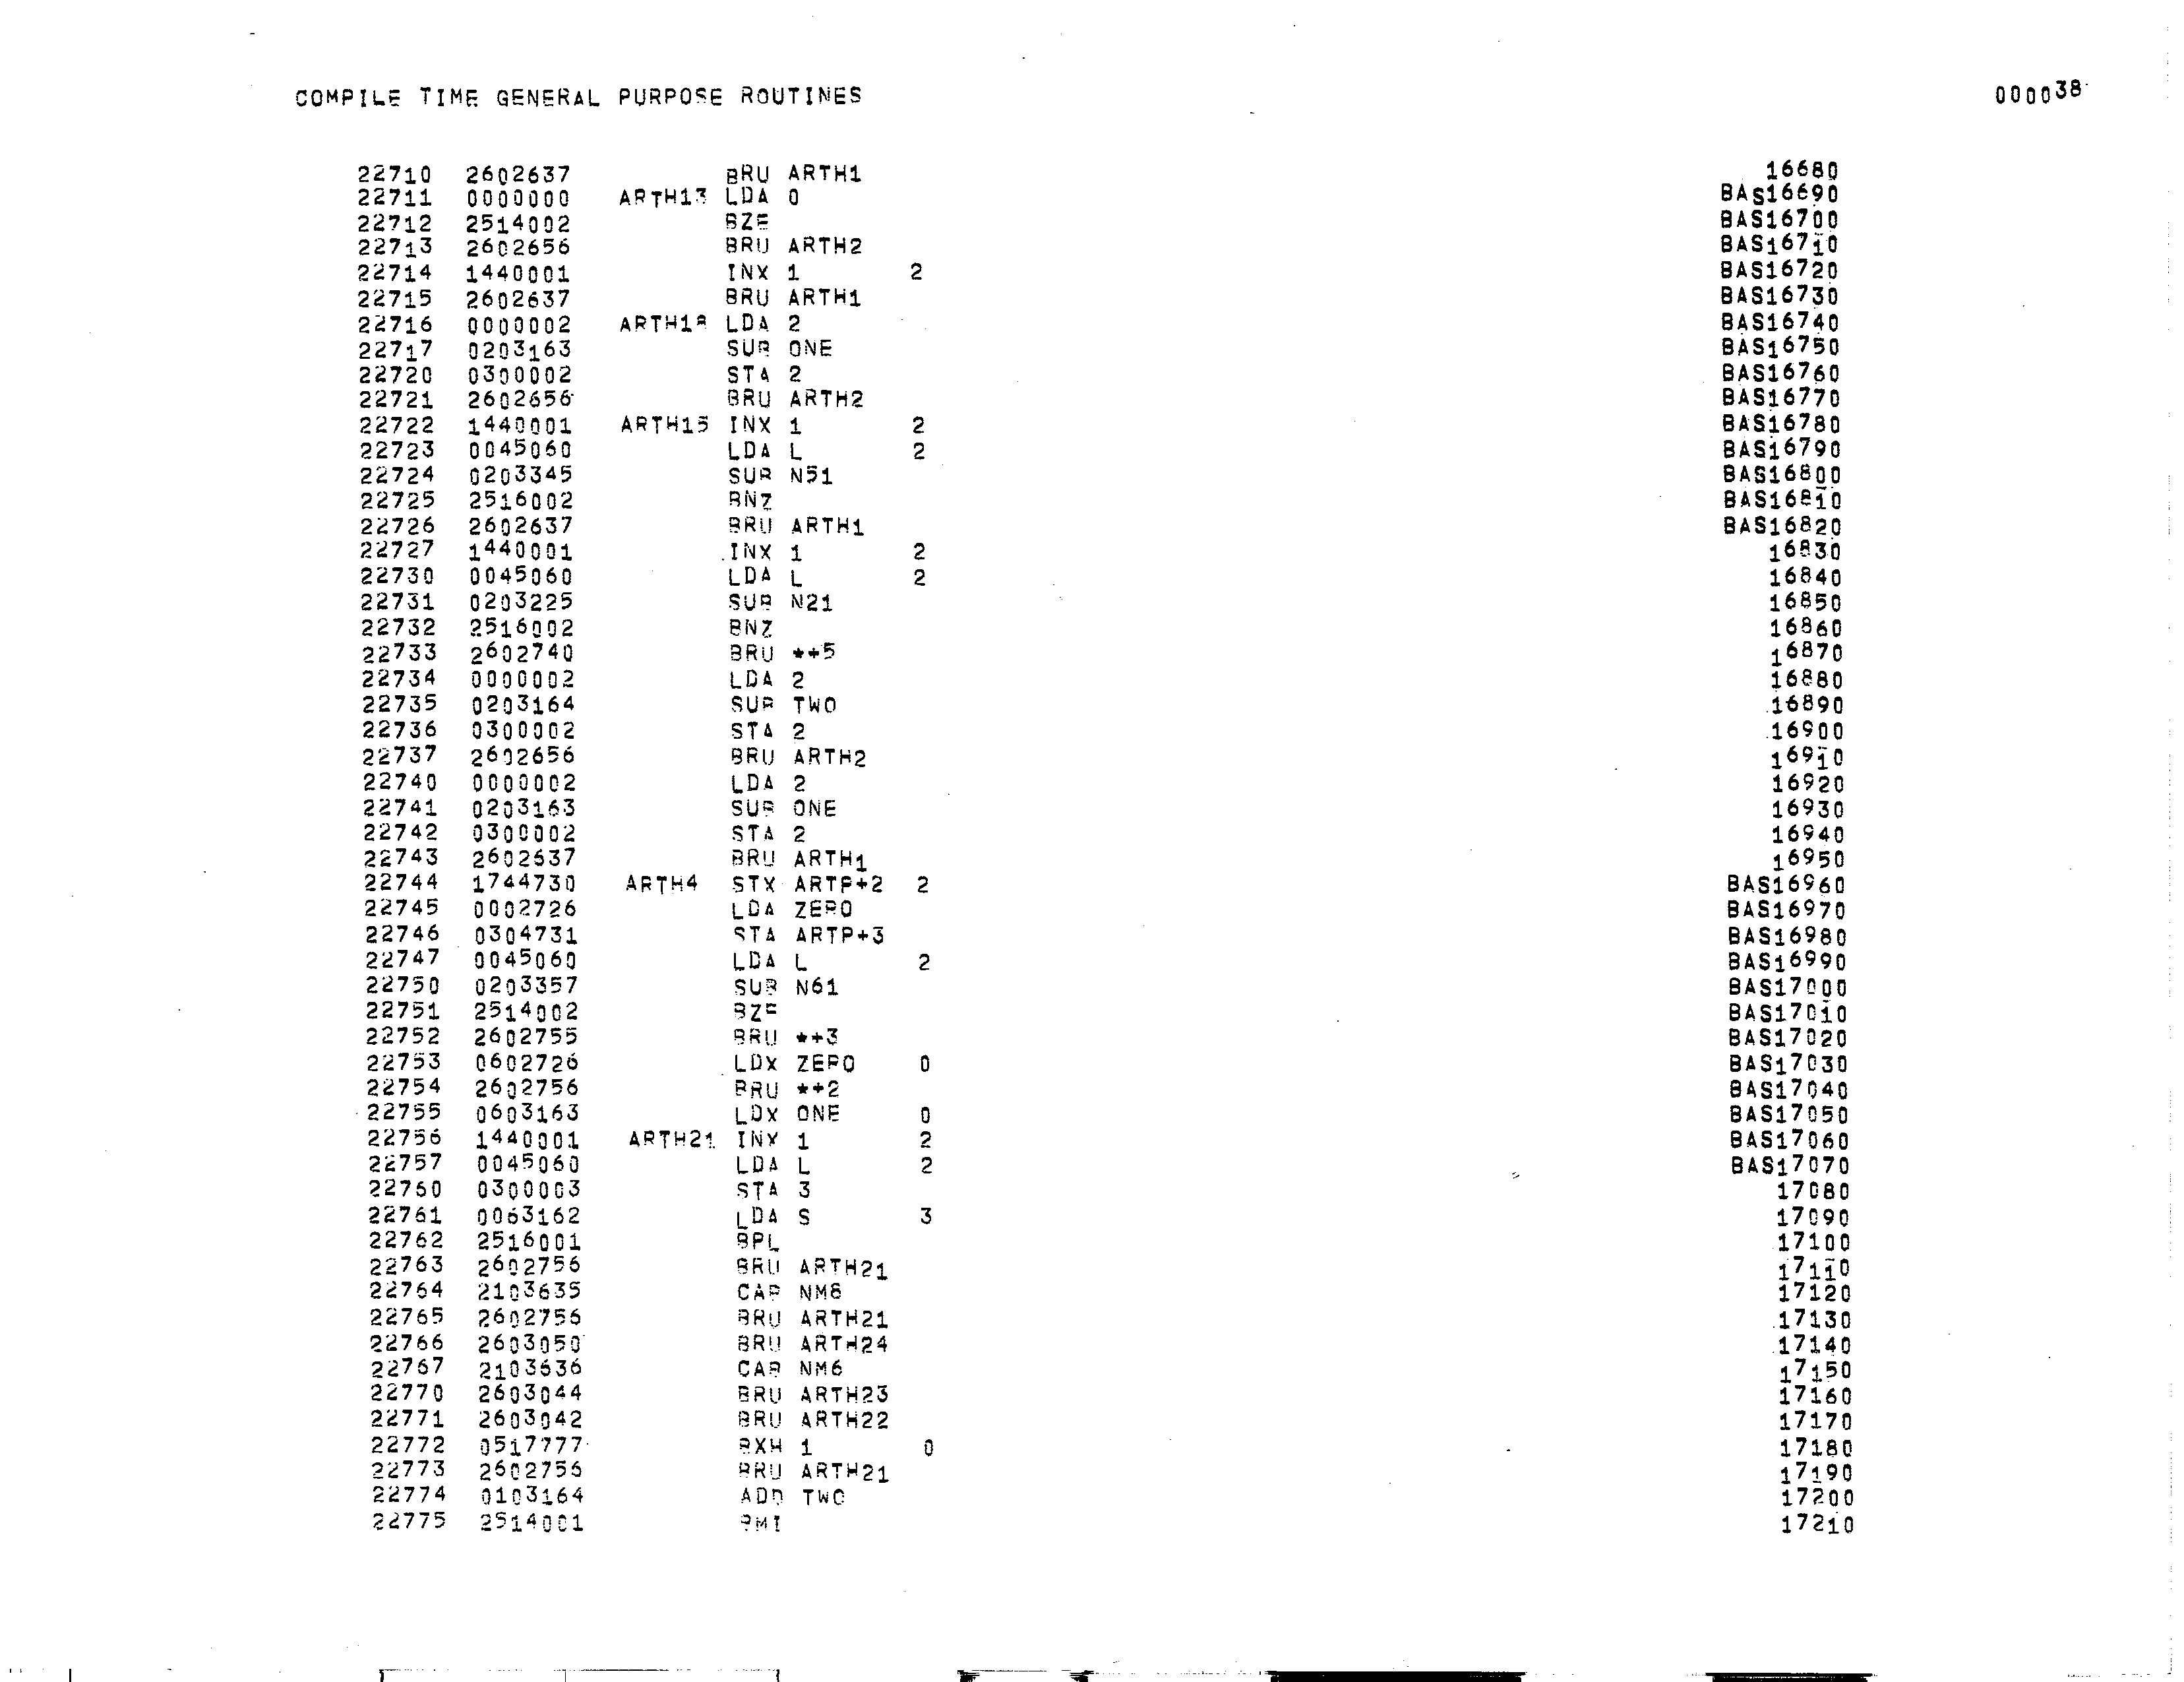 COMPILE TIME GENERAL PURPOSE ROUTINES 000038
22710 2602637 BRU ARTH1 16680
22711 0000000 ARTH13 LDA 0 BAS16690
22712 2514002 BZE BAS16700
22713 2602656 BRU ARTH2 BAS16710
22714 1440001 INX 1 2 BAS16720
22715 2602637 BRU ARTH1 BAS16730
22716 0000002 ARTH18 LDA 2 BAS16740
22717 0203163 SUB ONE BAS16750
22720 0300002 STA 2 BAS16760
22721 2602656 BRU ARTH2 BAS16770
22722 1440001 ARTH15 INX 1 2 BAS16780
22723 0045060 LDA L 2 BAS16790
22724 0203345 SUB N51 BAS16800
22725 2516002 BNZ BAS16810
22726 2602637 BRU ARTH1 BAS16820
22727 1440001 INX 1 2 16830
22730 0045060 LDA L 2 16840
22731 0203225 SUB N21 16850
22732 2516002 BNZ 16860
22733 2602740 BRU *+5 16870
22734 0000002 LDA 2 16880
22735 0203164 SUB TWO 16890
22736 0300002 STA 2 16900
22737 2602656 BRU ARTH2 16910
22740 0000002 LDA 2 16920
22741 0203163 SUB ONE 16930
22742 0300002 STA 2 16940
22743 2602637 BRU ARTH1 16950
22744 1744730 ARTH4 STX ARTP+2 2 BAS16960
22745 0002726 LDA ZERO BAS16970
22746 0304731 STA ARTP+3 BAS16980
22747 0045060 LDA L 2 BAS16990
22750 0203357 SUB N61 BAS17000
22751 2514002 BZE BAS17010
22752 2602755 BRU *+3 BAS17020
22753 0602726 LDX ZERO 0 BAS17030
22754 2602756 BRU *+2 BAS17040
22755 0603163 LDX ONE 0 BAS17050
22756 1440001 ARTH21 INX 1 2 BAS17060
22757 0045060 LDA L 2 BAS17070
22760 0300003 STA 3 17080
22761 0063162 LDA S 3 17090
22762 2516001 BPL 17100
22763 2602756 BRU ARTH21 17110
22764 2103635 CAB NM8 17120
22765 2602756 BRU ARTH21 17130
22766 2603050 BRU ARTH24 17140
22767 2103636 CAB NM6 17150
22770 2603044 BRU ARTH23 17160
22771 2603042 BRU ARTH22 17170
22772 0517777 BXH 1 0 17180
22773 2602756 BRU ARTH21 17190
22774 0103164 ADD TWO 17200
22775 2514001 BMI 17210